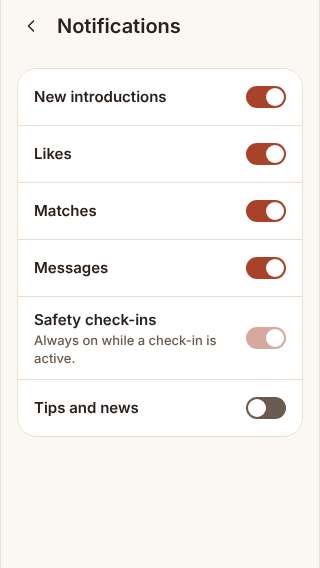 Notifications
New introductions
Likes
Matches
Messages
Safety check-ins
Always on while a check-in is
active.
Tips and news